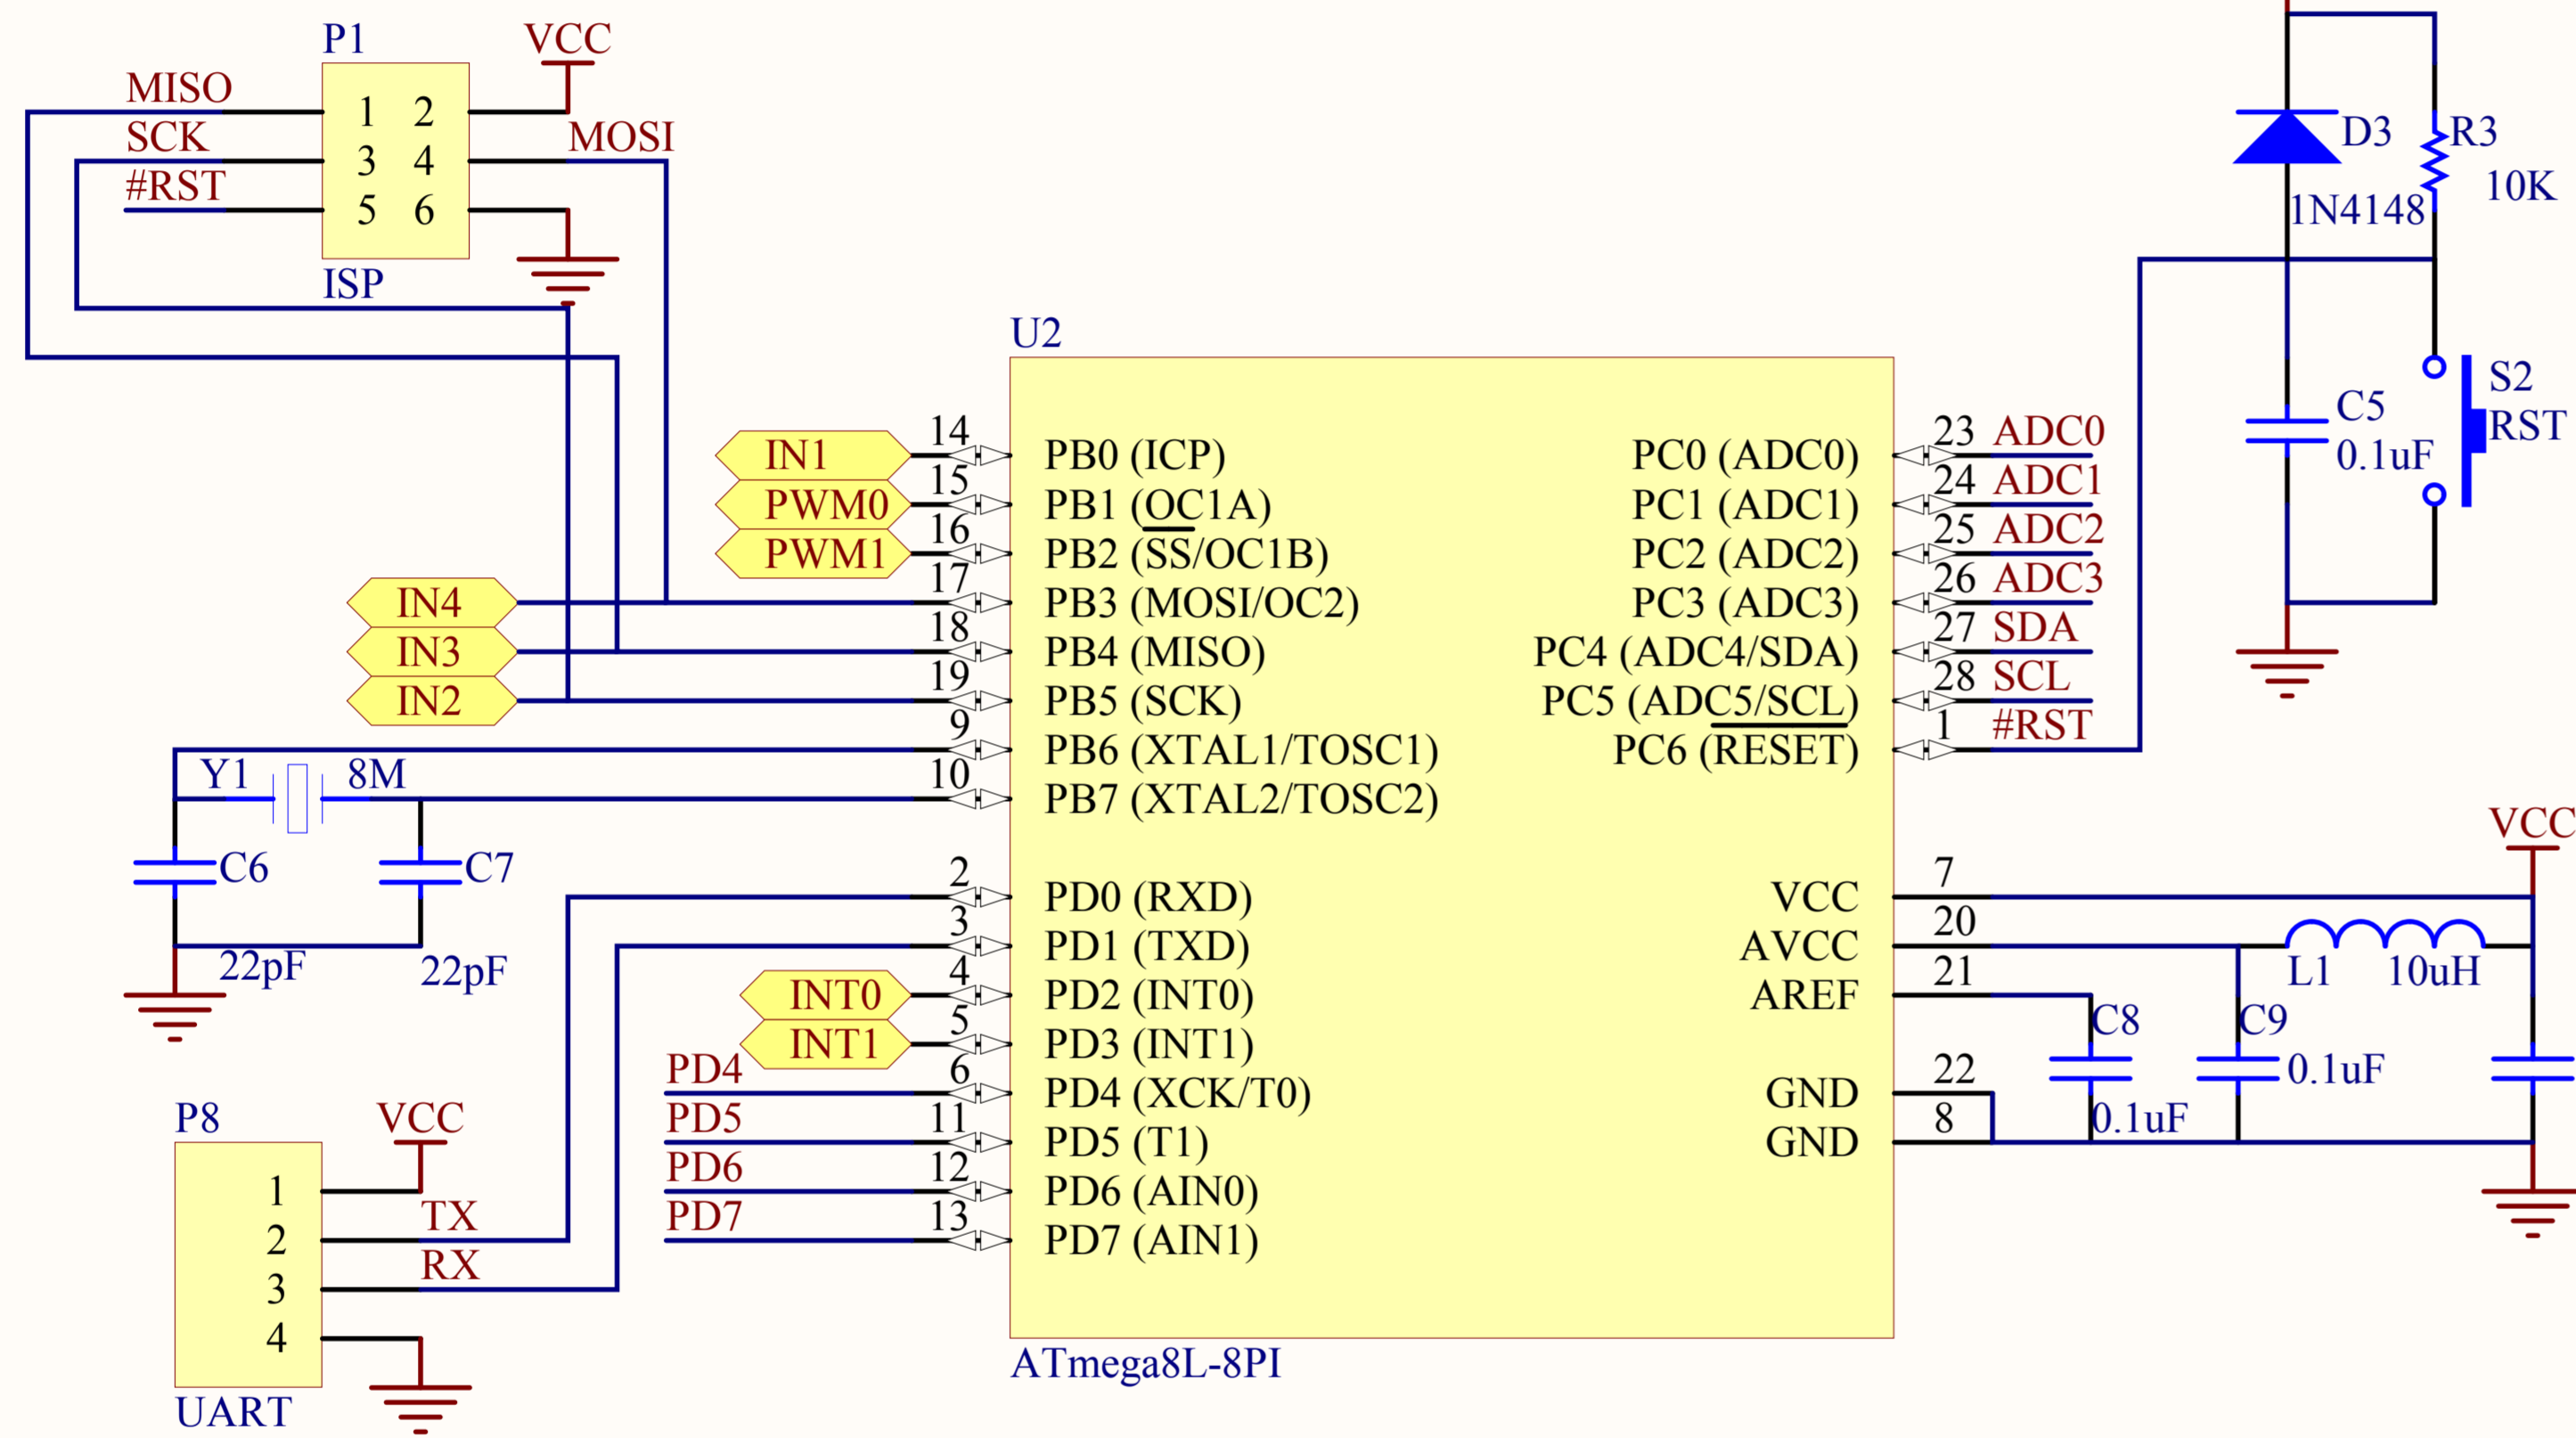 P1
VCC
MISO
SCK
#RST
1 2
3 4
5 6
MOSI
ISP
D3
1N4148
R3
10K
C5
0.1uF
S2
RST
U2
IN1 14 PB0 (ICP)
PWM0 15 PB1 (OC1A)
PWM1 16 PB2 (SS/OC1B)
IN4 17 PB3 (MOSI/OC2)
IN3 18 PB4 (MISO)
IN2 19 PB5 (SCK)
9 PB6 (XTAL1/TOSC1)
10 PB7 (XTAL2/TOSC2)
Y1 8M
C6
22pF
C7
22pF
2 PD0 (RXD)
3 PD1 (TXD)
INT0 4 PD2 (INT0)
INT1 5 PD3 (INT1)
PD4 6 PD4 (XCK/T0)
PD5 11 PD5 (T1)
PD6 12 PD6 (AIN0)
PD7 13 PD7 (AIN1)
PC0 (ADC0) 23 ADC0
PC1 (ADC1) 24 ADC1
PC2 (ADC2) 25 ADC2
PC3 (ADC3) 26 ADC3
PC4 (ADC4/SDA) 27 SDA
PC5 (ADC5/SCL) 28 SCL
PC6 (RESET) 1 #RST
VCC
VCC 7
AVCC 20
AREF 21
GND 22
GND 8
L1 10uH
C8
0.1uF
C9
0.1uF
ATmega8L-8PI
P8
VCC
1
2 TX
3 RX
4
UART